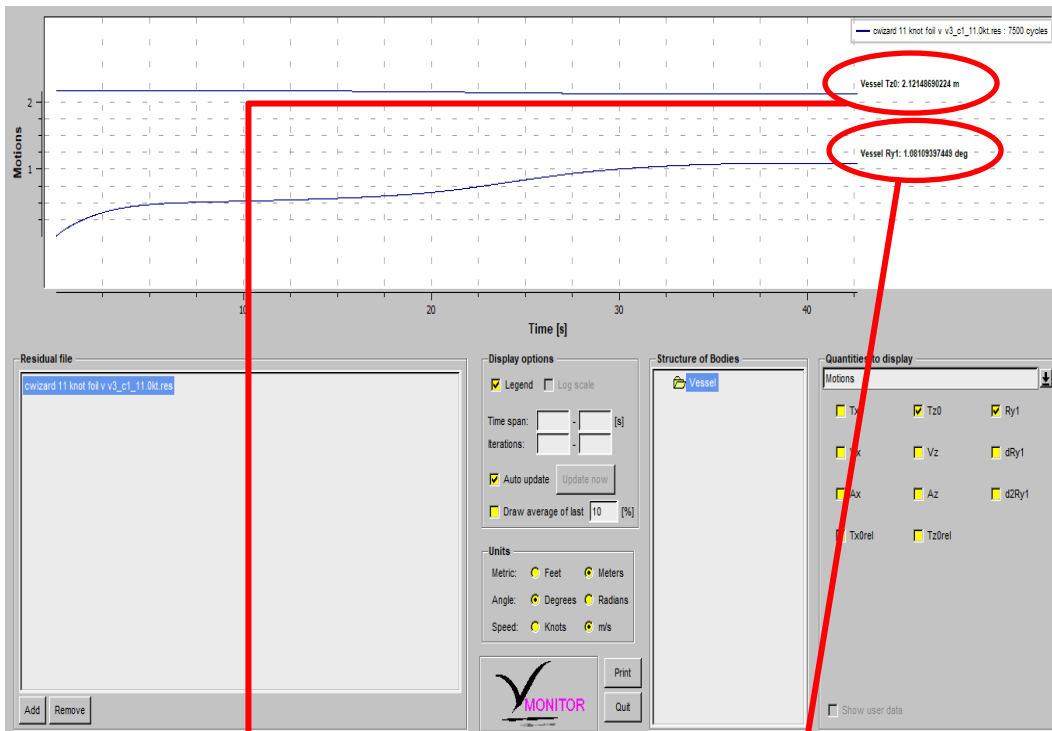 cwizard 11 knot foil v v3_c1_11.0kt.res : 7500 cycles
Vessel Tz0: 2.12148690224 m
Vessel Ry1: 1.08109397449 deg
Motions
2
1
10 20 30 40
Time [s]
Residual file
cwizard 11 knot foil v v3_c1_11.0kt.res
Add Remove
Display options
Legend Log scale
Time span: - [s]
Iterations: -
Auto update Update now
Draw average of last 10 [%]
Units
Metric: Feet Meters
Angle: Degrees Radians
Speed: Knots m/s
MONITOR
Print
Quit
Structure of Bodies
Vessel
Quantities to display
Motions
Tz0 Ry1
Vz dRy1
Ax Az d2Ry1
Tx0rel Tz0rel
Show user data